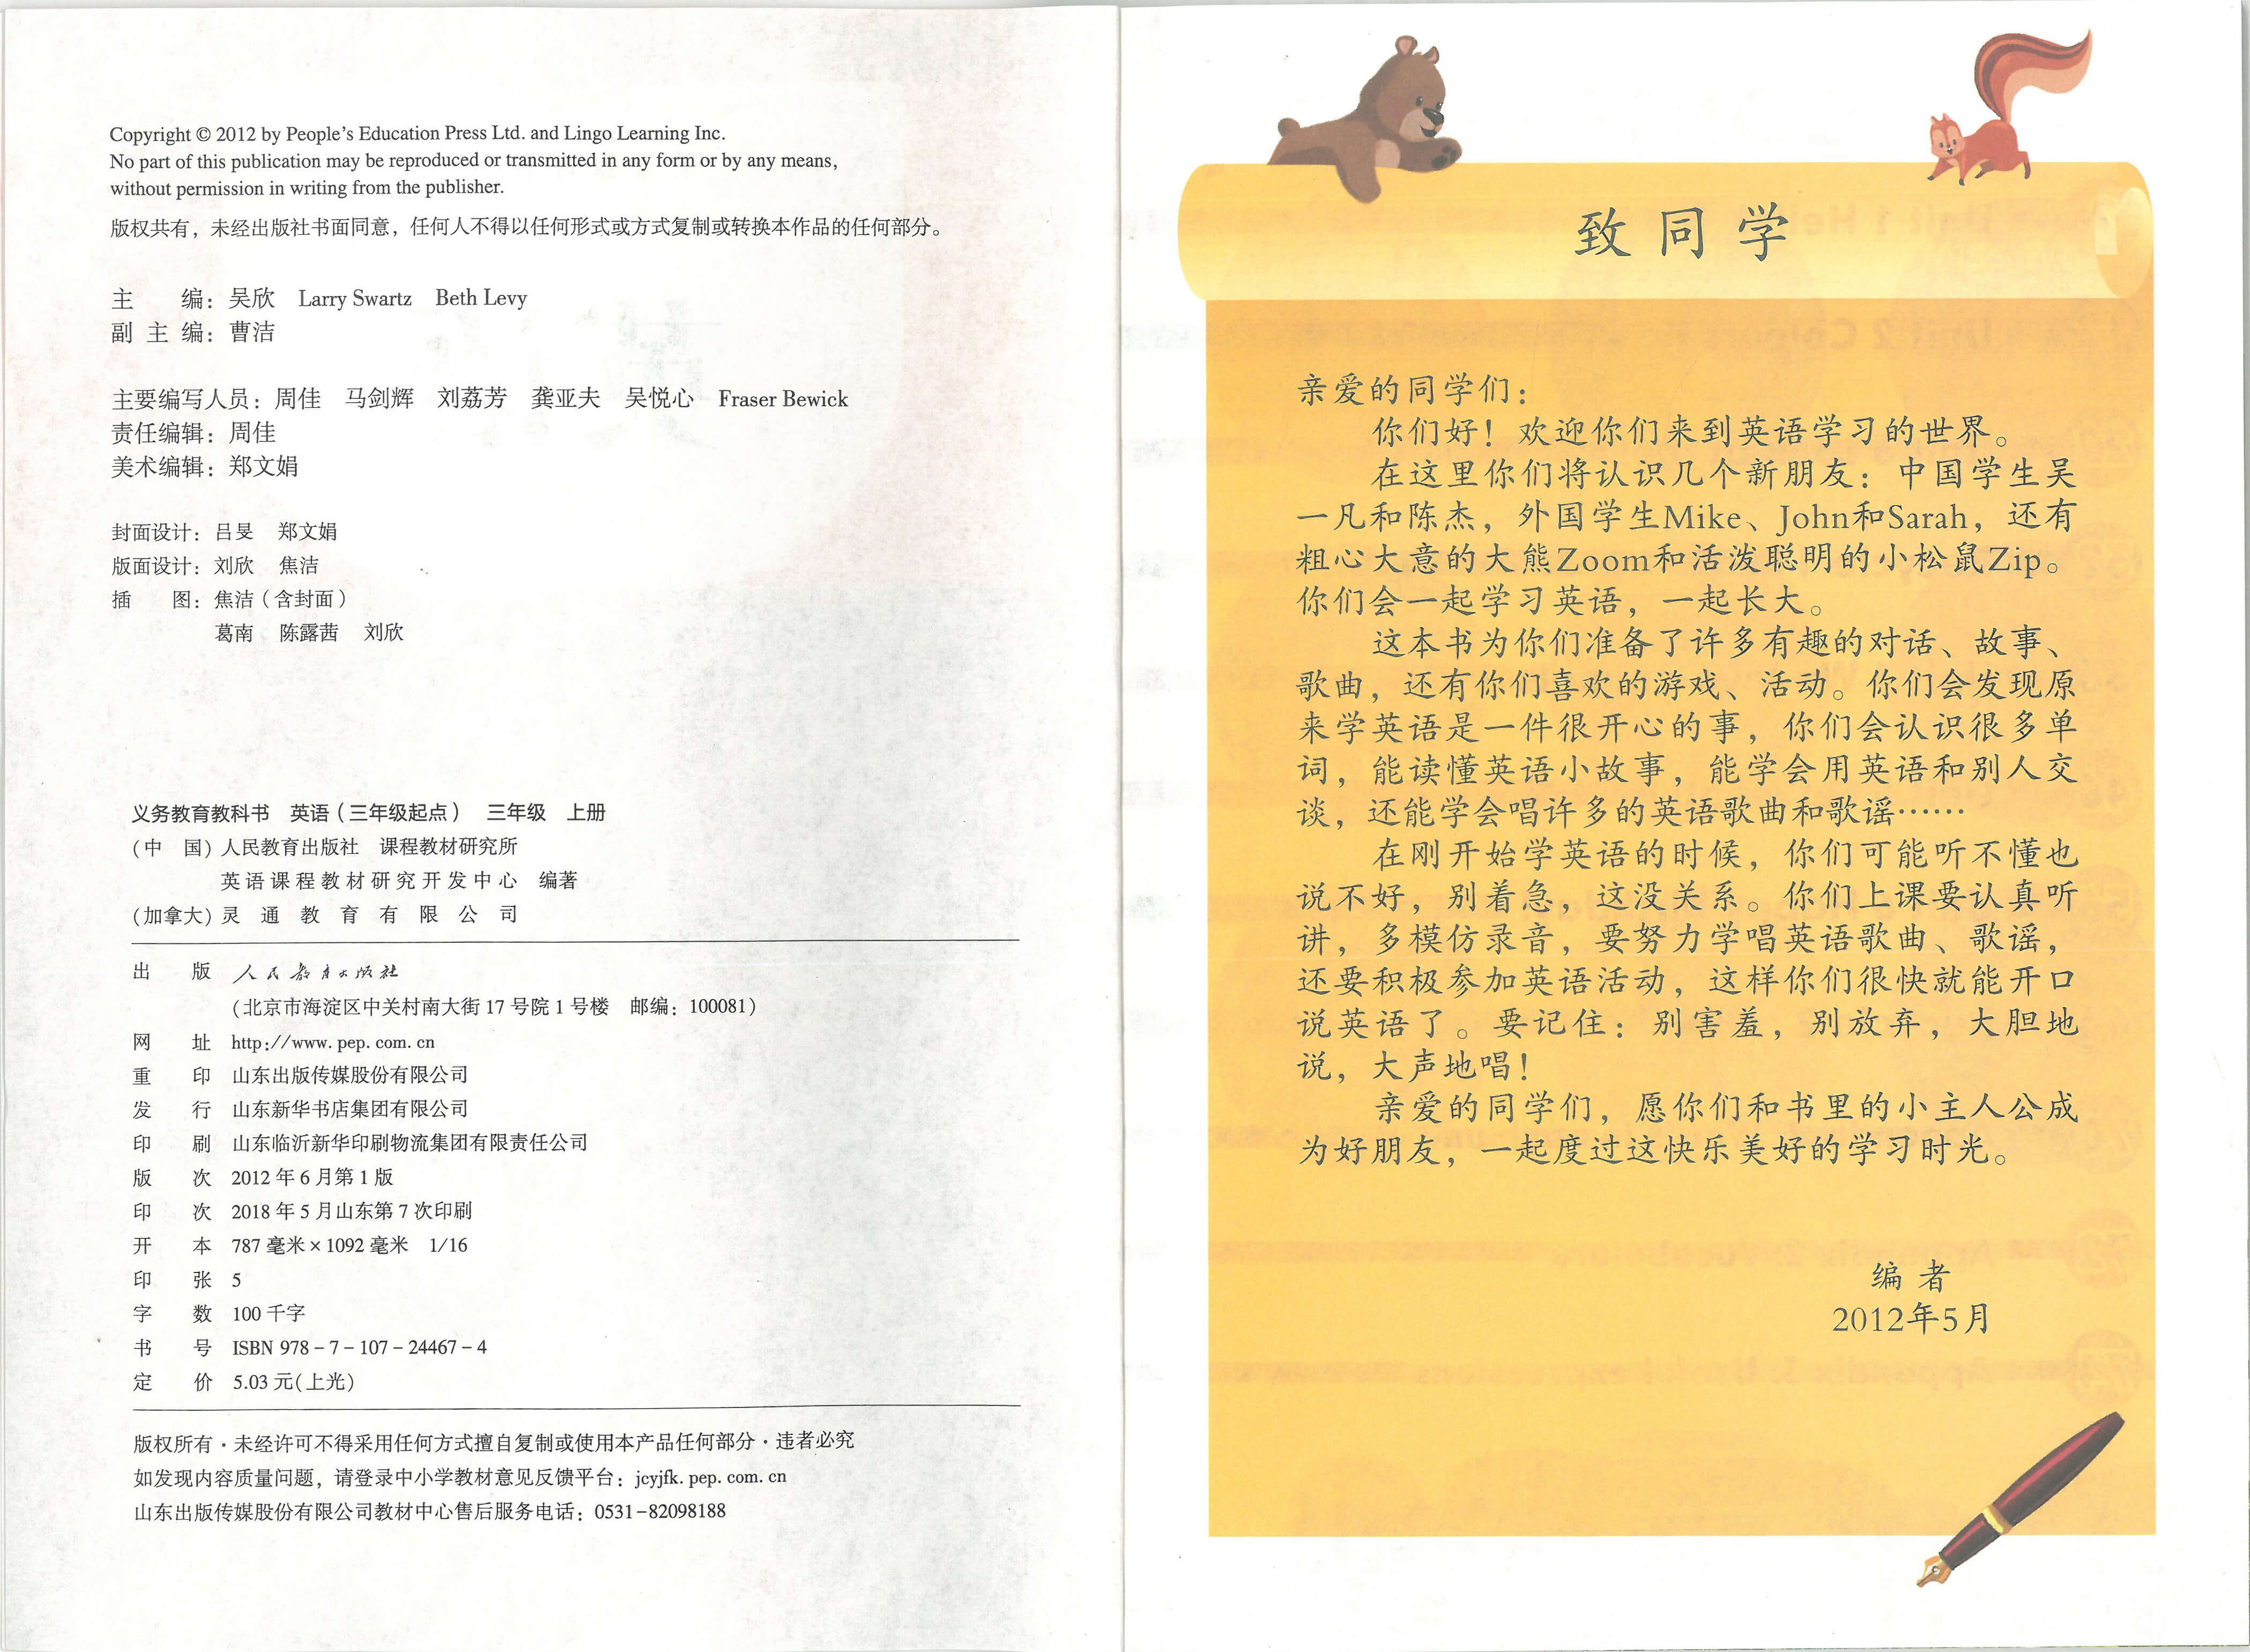 Copyright © 2012 by People's Education Press Ltd. and Lingo Learning Inc.
No part of this publication may be reproduced or transmitted in any form or by any means,
without permission in writing from the publisher.
版权共有，未经出版社书面同意，任何人不得以任何形式或方式复制或转换本作品的任何部分。
主 编：吴欣 Larry Swartz Beth Levy
副 主 编：曹洁
主要编写人员：周佳 马剑辉 刘荔芳 龚亚夫 吴悦心 Fraser Bewick
责任编辑：周佳
美术编辑：郑文娟
封面设计：吕旻 郑文娟
版面设计：刘欣 焦洁
插 图：焦洁（含封面）
葛南 陈露茜 刘欣
义务教育教科书 英语（三年级起点） 三年级 上册
（中 国）人民教育出版社 课程教材研究所
英语课程教材研究开发中心 编著
（加拿大）灵通教育有限公司
出 版 人民教育出版社
（北京市海淀区中关村南大街 17 号院 1 号楼 邮编：100081）
网 址 http://www.pep.com.cn
重 印 山东出版传媒股份有限公司
发 行 山东新华书店集团有限公司
印 刷 山东临沂新华印刷物流集团有限责任公司
版 次 2012 年 6 月第 1 版
印 次 2018 年 5 月山东第 7 次印刷
开 本 787 毫米×1092 毫米 1/16
印 张 5
字 数 100 千字
书 号 ISBN 978-7-107-24467-4
定 价 5.03 元（上光）
版权所有·未经许可不得采用任何方式擅自复制或使用本产品任何部分·违者必究
如发现内容质量问题，请登录中小学教材意见反馈平台：jcyjfk.pep.com.cn
山东出版传媒股份有限公司教材中心售后服务电话：0531-82098188
致同学
亲爱的同学们：
你们好！欢迎你们来到英语学习的世界。
在这里你们将认识几个新朋友：中国学生吴
一凡和陈杰，外国学生Mike、John和Sarah，还有
粗心大意的大熊Zoom和活泼聪明的小松鼠Zip。
你们会一起学习英语，一起长大。
这本书为你们准备了许多有趣的对话、故事、
歌曲，还有你们喜欢的游戏、活动。你们会发现原
来学英语是一件很开心的事，你们会认识很多单
词，能读懂英语小故事，能学会用英语和别人交
谈，还能学会唱许多的英语歌曲和歌谣……
在刚开始学英语的时候，你们可能听不懂也
说不好，别着急，这没关系。你们上课要认真听
讲，多模仿录音，要努力学唱英语歌曲、歌谣，
还要积极参加英语活动，这样你们很快就能开口
说英语了。要记住：别害羞，别放弃，大胆地
说，大声地唱！
亲爱的同学们，愿你们和书里的小主人公成
为好朋友，一起度过这快乐美好的学习时光。
编者
2012年5月